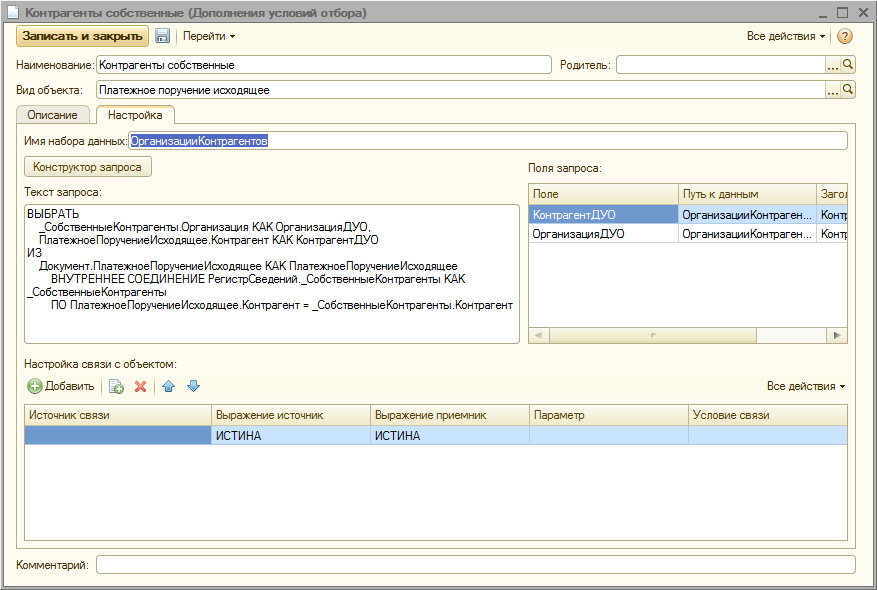 Контрагенты собственные (Дополнения условий отбора)
Записать и закрыть Перейти Все действия ?
Наименование: Контрагенты собственные Родитель: ...
Вид объекта: Платежное поручение исходящее ...
Описание Настройка
Имя набора данных: ОрганизацииКонтрагентов
Конструктор запроса
Поля запроса:
Текст запроса:
Поле Путь к данным Загол
КонтрагентДУО ОрганизацииКонтраген... Контр
ОрганизацияДУО ОрганизацииКонтраген... Контр
ВЫБРАТЬ
_СобственныеКонтрагенты.Организация КАК ОрганизацияДУО,
ПлатежноеПоручениеИсходящее.Контрагент КАК КонтрагентДУО
ИЗ
Документ.ПлатежноеПоручениеИсходящее КАК ПлатежноеПоручениеИсходящее
ВНУТРЕННЕЕ СОЕДИНЕНИЕ РегистрСведений._СобственныеКонтрагенты КАК
_СобственныеКонтрагенты
ПО ПлатежноеПоручениеИсходящее.Контрагент = _СобственныеКонтрагенты.Контрагент
Настройка связи с объектом:
Добавить Все действия
Источник связи Выражение источник Выражение приемник Параметр Условие связи
ИСТИНА ИСТИНА
Комментарий: